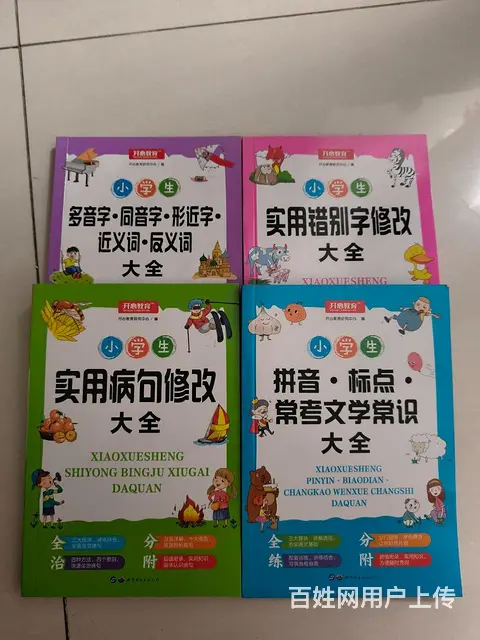 开心教育
小学生
多音字·同音字·形近字·
近义词·反义词
大全
开心教育
小学生
实用错别字修改
大全
XIAOXUESHENG
开心教育
小学生
实用病句修改
大全
XIAOXUESHENG
SHIYONG BINGJU XIUGAI
DAQUAN
全
治
分
附
开心教育
小学生
拼音·标点·
常考文学常识
大全
XIAOXUESHENG
PINYIN·BIAODIAN·
CHANGKAO WENXUE CHANGSHI
DAQUAN
全
练
分
附
百姓网用户上传